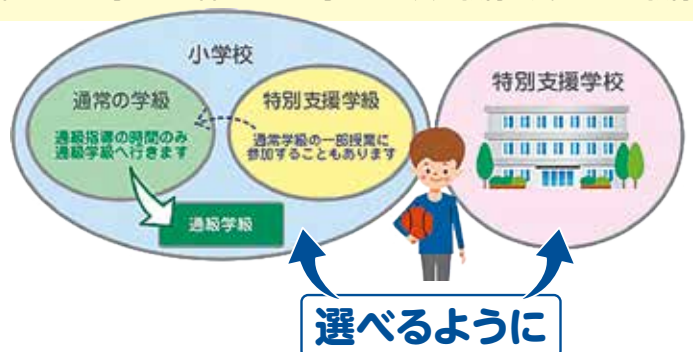 小学校
通常の学級
通級指導の時間のみ
通級学級へ行きます
特別支援学級
通常学級の一部授業に
参加することもあります
通級学級
特別支援学校
選べるように